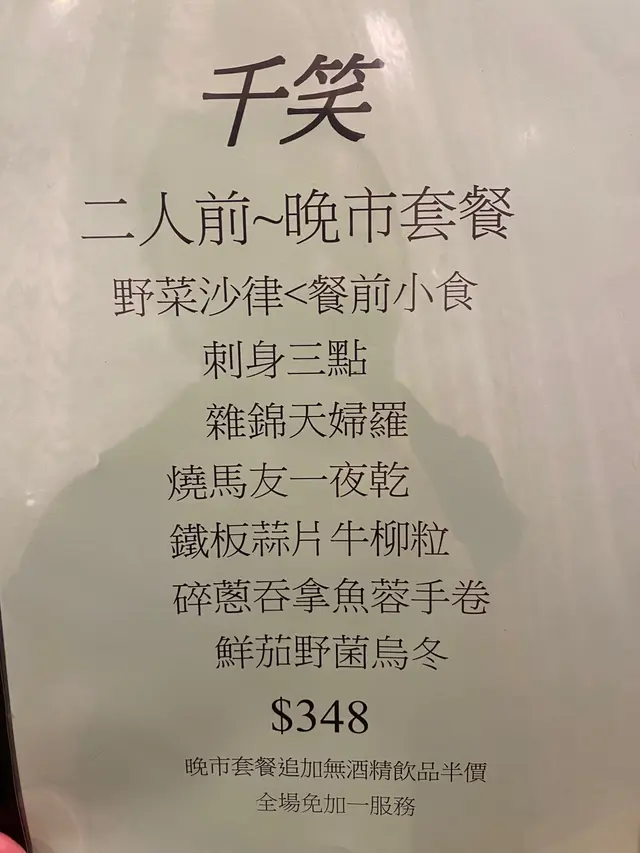 千笑
二人前~晚市套餐
野菜沙律<餐前小食
刺身三點
雜錦天婦羅
燒馬友一夜乾
鐵板蒜片牛柳粒
碎蔥吞拿魚蓉手卷
鮮茄野菌烏冬
$348
晚市套餐追加無酒精飲品半價
全場免加一服務